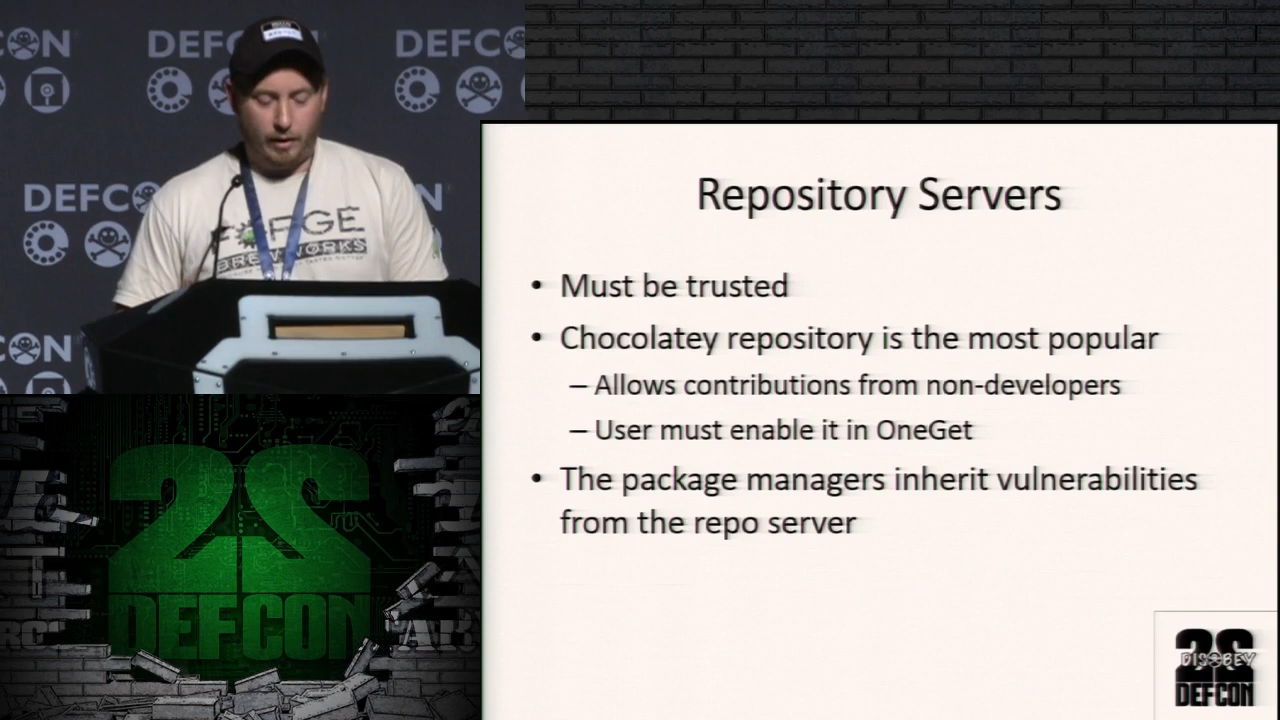 DEFCON
DEFCON
DEFCON
FORGE
BREWWORKS
Repository Servers
• Must be trusted
• Chocolatey repository is the most popular
– Allows contributions from non-developers
– User must enable it in OneGet
• The package managers inherit vulnerabilities
from the repo server
22
DEFCON
22
DISOBEY
DEFCON